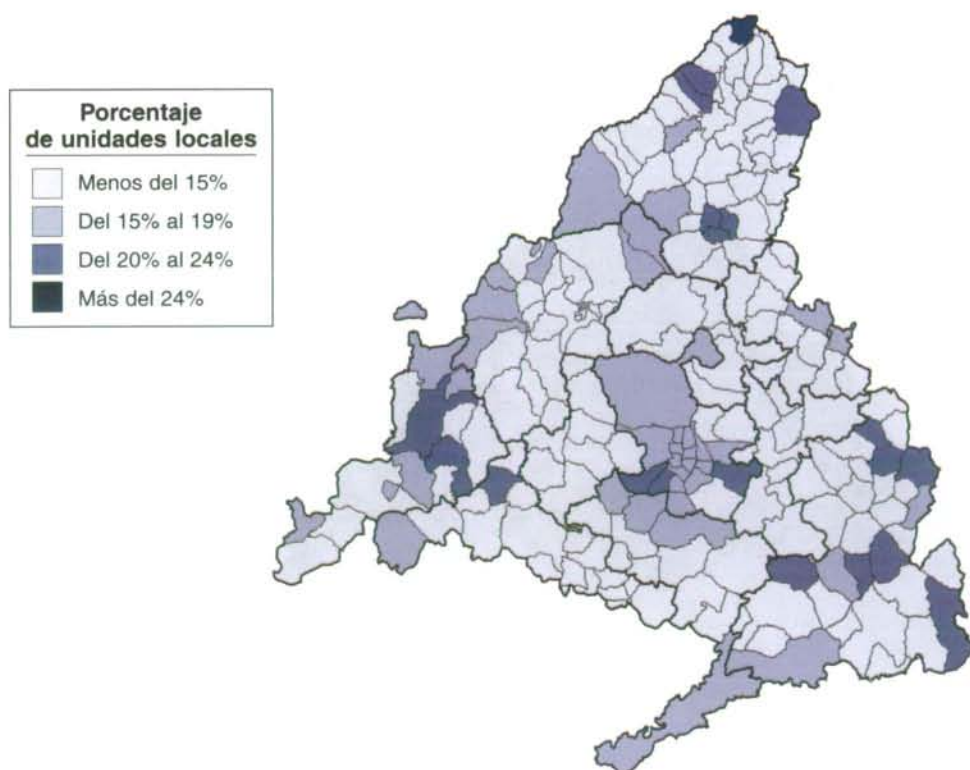 Porcentaje
de unidades locales
Menos del 15%
Del 15% al 19%
Del 20% al 24%
Más del 24%